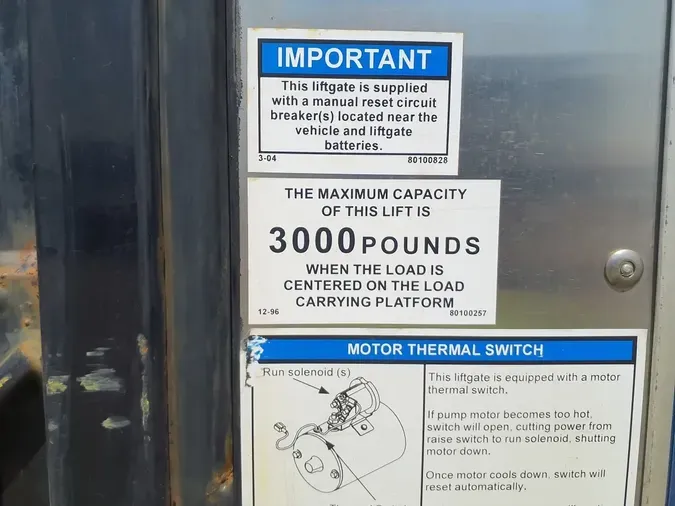 IMPORTANT
This liftgate is supplied
with a manual reset circuit
breaker(s) located near the
vehicle and liftgate
batteries.
3-04 80100828
THE MAXIMUM CAPACITY
OF THIS LIFT IS
3000 POUNDS
WHEN THE LOAD IS
CENTERED ON THE LOAD
CARRYING PLATFORM
12-96 80100257
MOTOR THERMAL SWITCH
Run solenoid (s)
This liftgate is equipped with a motor
thermal switch.
If pump motor becomes too hot,
switch will open, cutting power from
raise switch to run solenoid, shutting
motor down.
Once motor cools down, switch will
reset automatically.